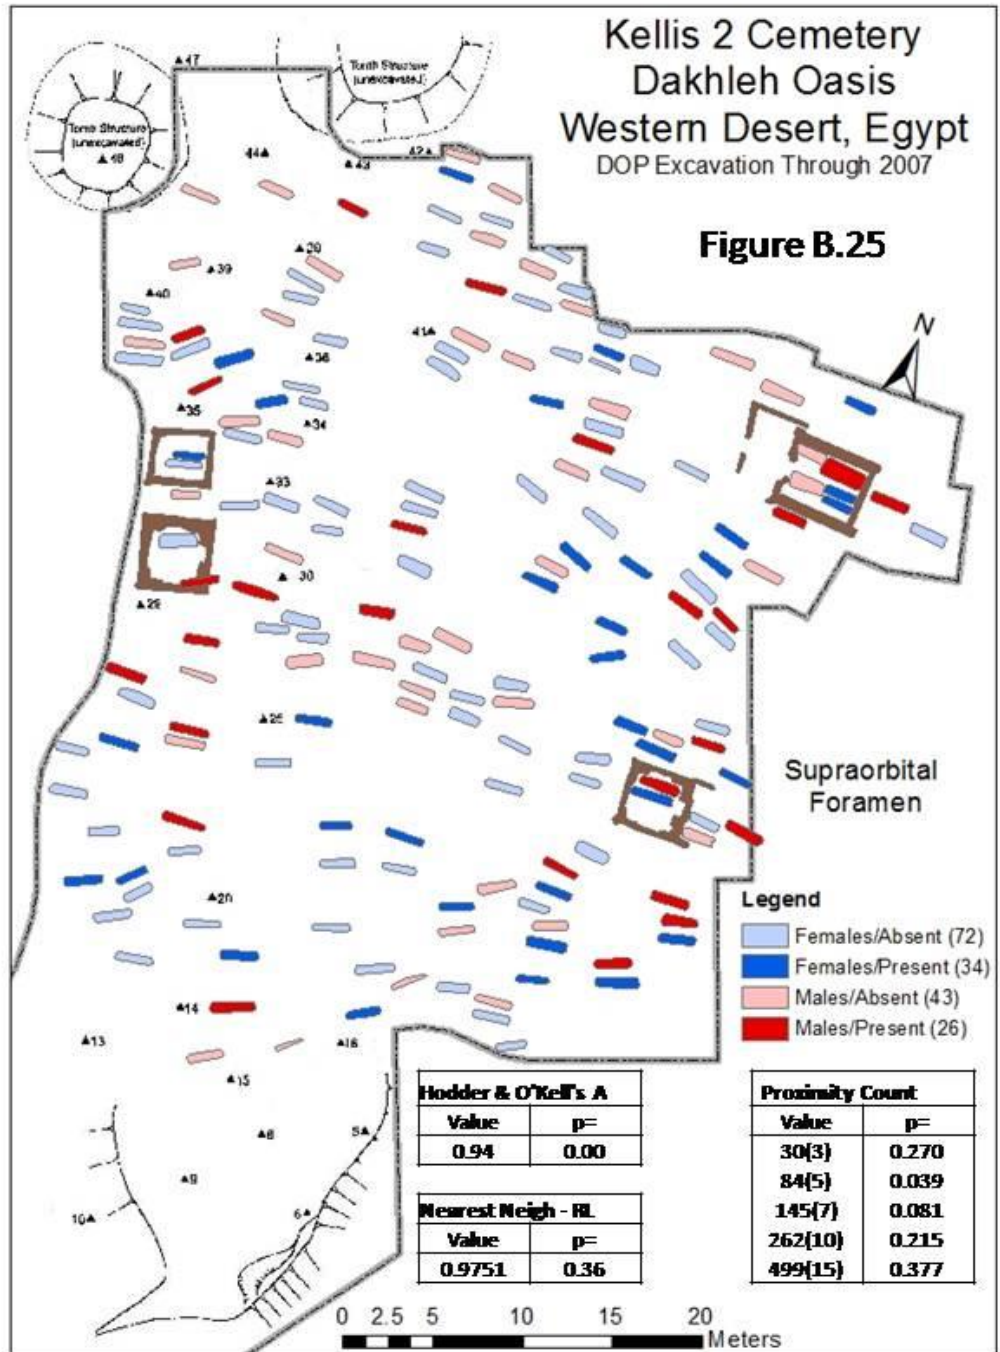 Kellis 2 Cemetery
Dakhleh Oasis
Western Desert, Egypt
DOP Excavation Through 2007
Figure B.25
N
47
Tomb Structure
(unexcavated)
Tomb Structure
(unexcavated)
48
44
43
42
39
40
41
36
35
34
33
30
29
25
20
14
13
16
15
8
5
9
10
6
Supraorbital
Foramen
Legend
Females/Absent (72)
Females/Present (34)
Males/Absent (43)
Males/Present (26)
Hodder & O'Kell's A
Value p=
0.94 0.00
Nearest Neigh - RL
Value p=
0.9751 0.36
Proximity Count
Value p=
30(3) 0.270
84(5) 0.039
145(7) 0.081
262(10) 0.215
499(15) 0.377
0 2.5 5 10 15 20
Meters